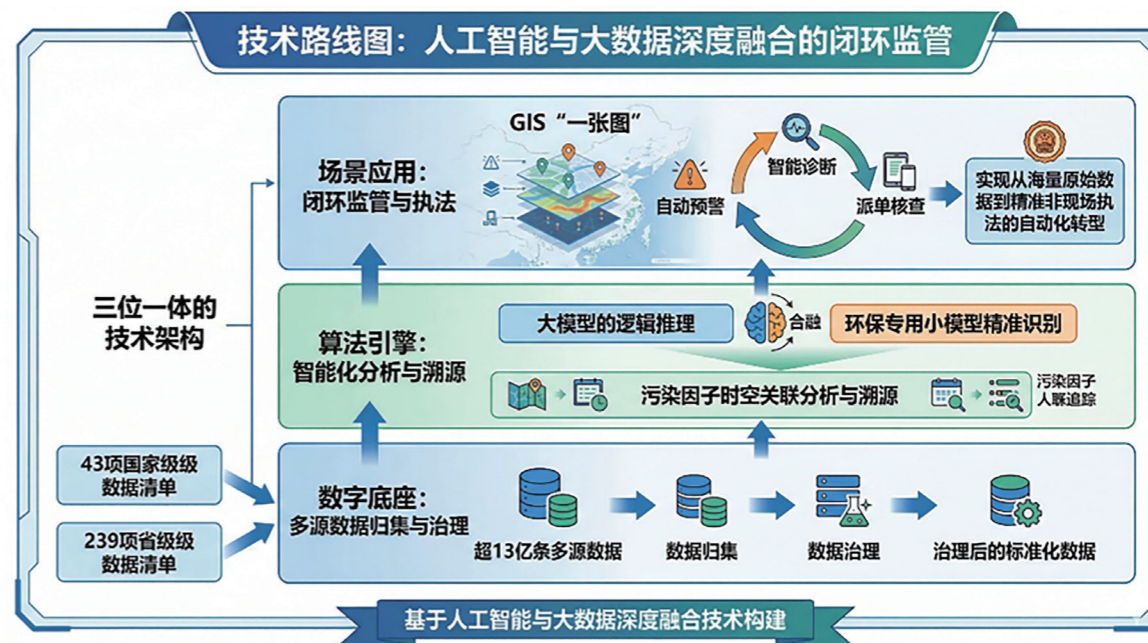 技术路线图：人工智能与大数据深度融合的闭环监管
场景应用：
闭环监管与执法
GIS“一张图”
自动预警
智能诊断
派单核查
实现从海量原始数
据到精准非现场执
法的自动化转型
三位一体的
技术架构
算法引擎：
智能化分析与溯源
大模型的逻辑推理
合融
环保专用小模型精准识别
污染因子时空关联分析与溯源
污染因子
人联追踪
43项国家级级
数据清单
239项省级级
数据清单
数字底座：
多源数据归集与治理
超13亿条多源数据
数据归集
数据治理
治理后的标准化数据
基于人工智能与大数据深度融合技术构建